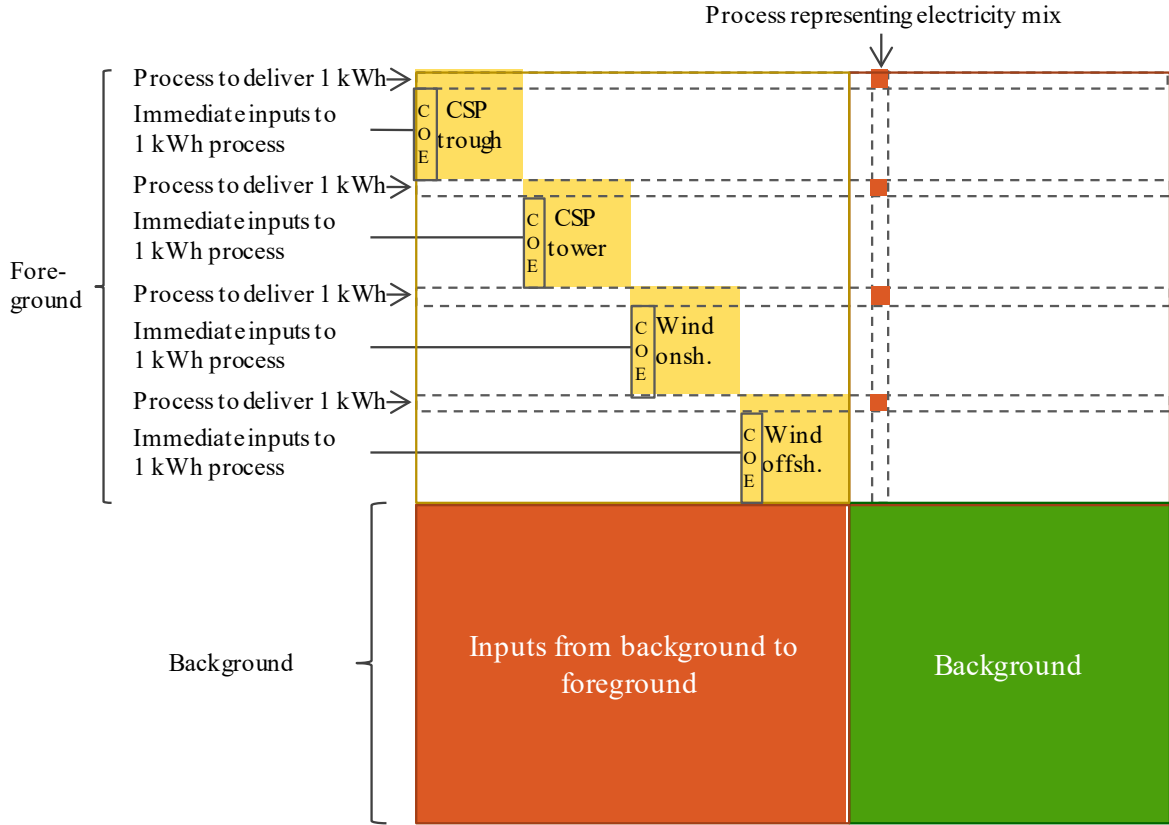 Process representing electricity mix
Process to deliver 1 kWh
Immediate inputs to
1 kWh process
C
O
E
CSP
trough
Process to deliver 1 kWh
Immediate inputs to
1 kWh process
C
O
E
CSP
tower
Fore-
ground
Process to deliver 1 kWh
Immediate inputs to
1 kWh process
C
O
E
Wind
onsh.
Process to deliver 1 kWh
Immediate inputs to
1 kWh process
C
O
E
Wind
offsh.
Background
Inputs from background to
foreground
Background